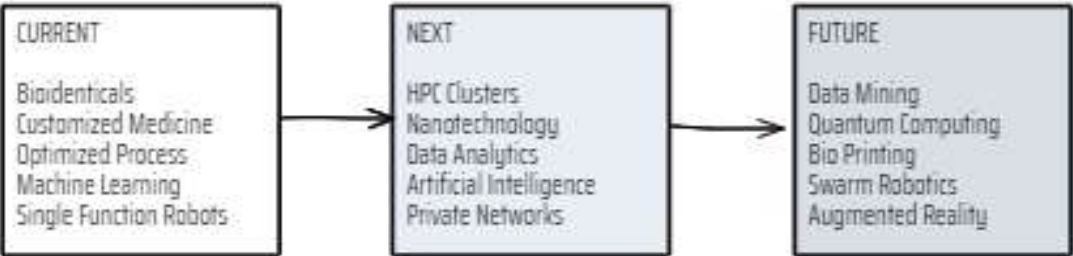 CURRENT
Bioidenticals
Customized Medicine
Optimized Process
Machine Learning
Single Function Robots
NEXT
HPC Clusters
Nanotechnology
Data Analytics
Artificial Intelligence
Private Networks
FUTURE
Data Mining
Quantum Computing
Bio Printing
Swarm Robotics
Augmented Reality